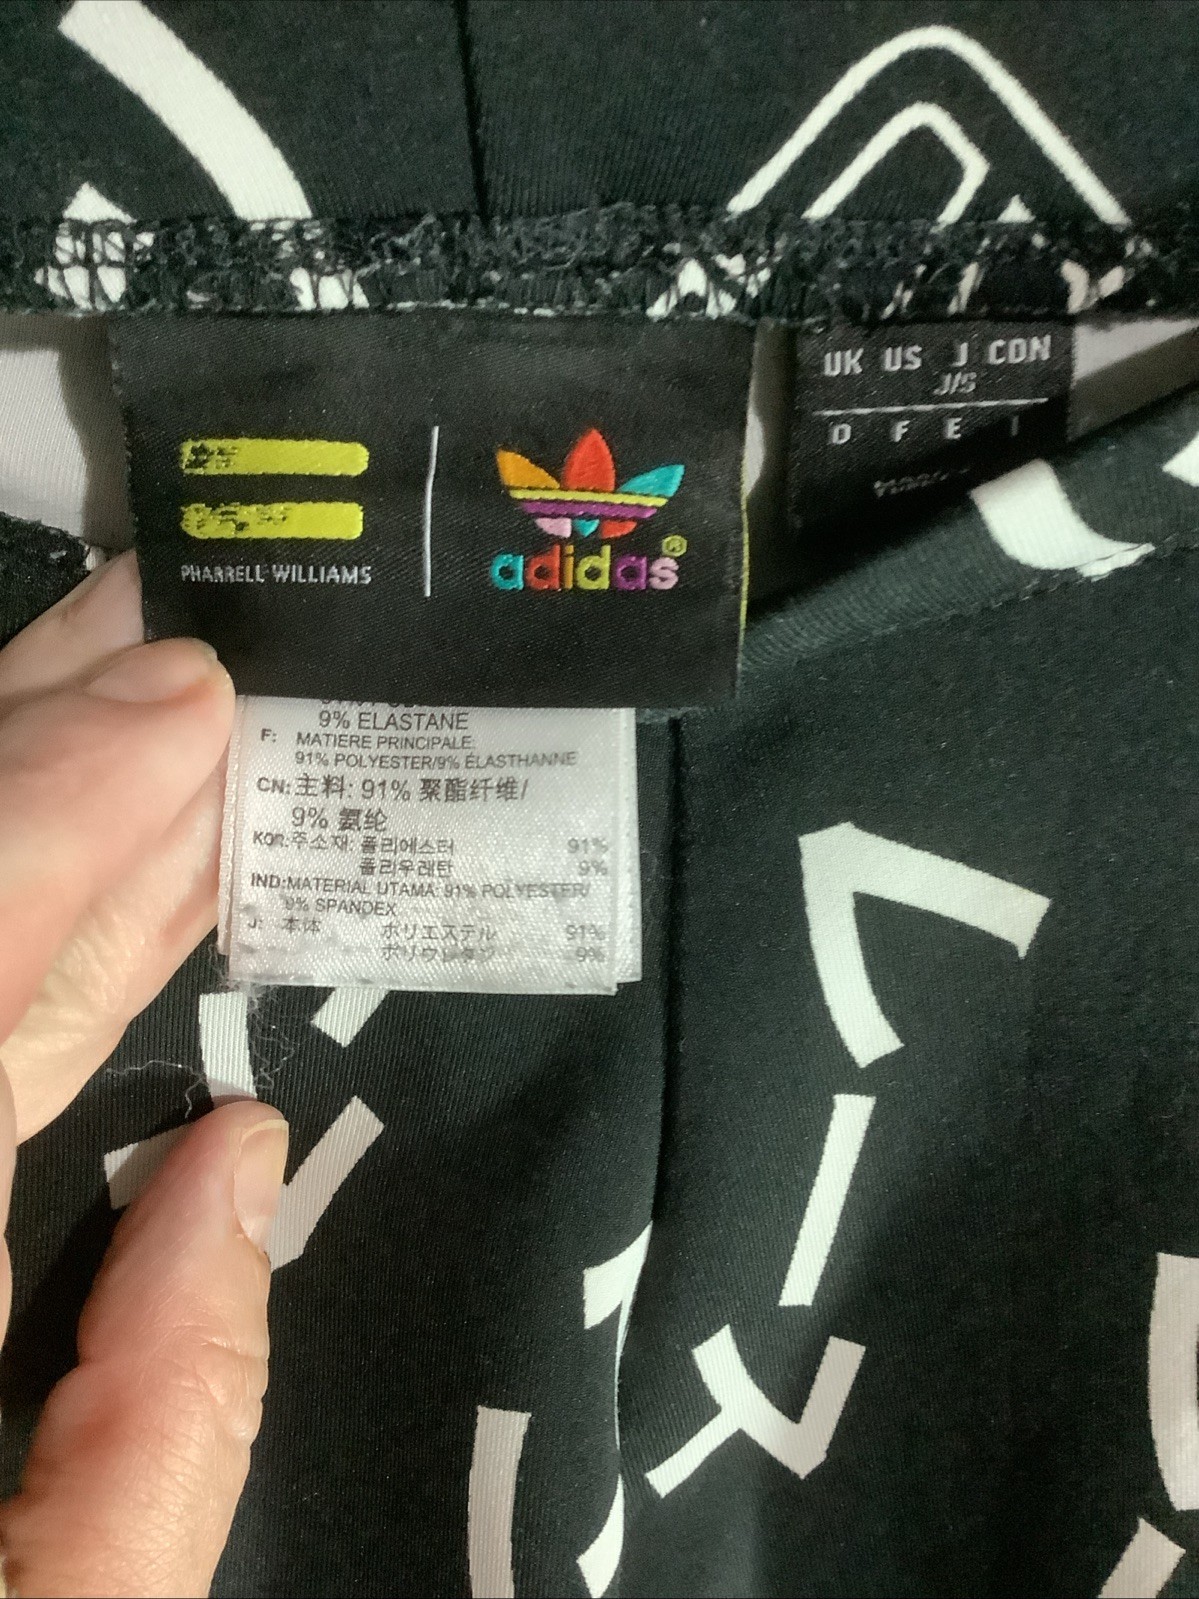 UK US J CDN
J/S
D F E I
PHARRELL WILLIAMS
adidas®
9% ELASTANE
F: MATIERE PRINCIPALE:
91% POLYESTER/9% ÉLASTHANNE
CN: 主料: 91% 聚酯纤维/
9% 氨纶
KOR: 주소재: 폴리에스터 91%
폴리우레탄 9%
IND: MATERIAL UTAMA: 91% POLYESTER/
9% SPANDEX
J: 本体 ポリエステル 91%
ポリウレタン 9%